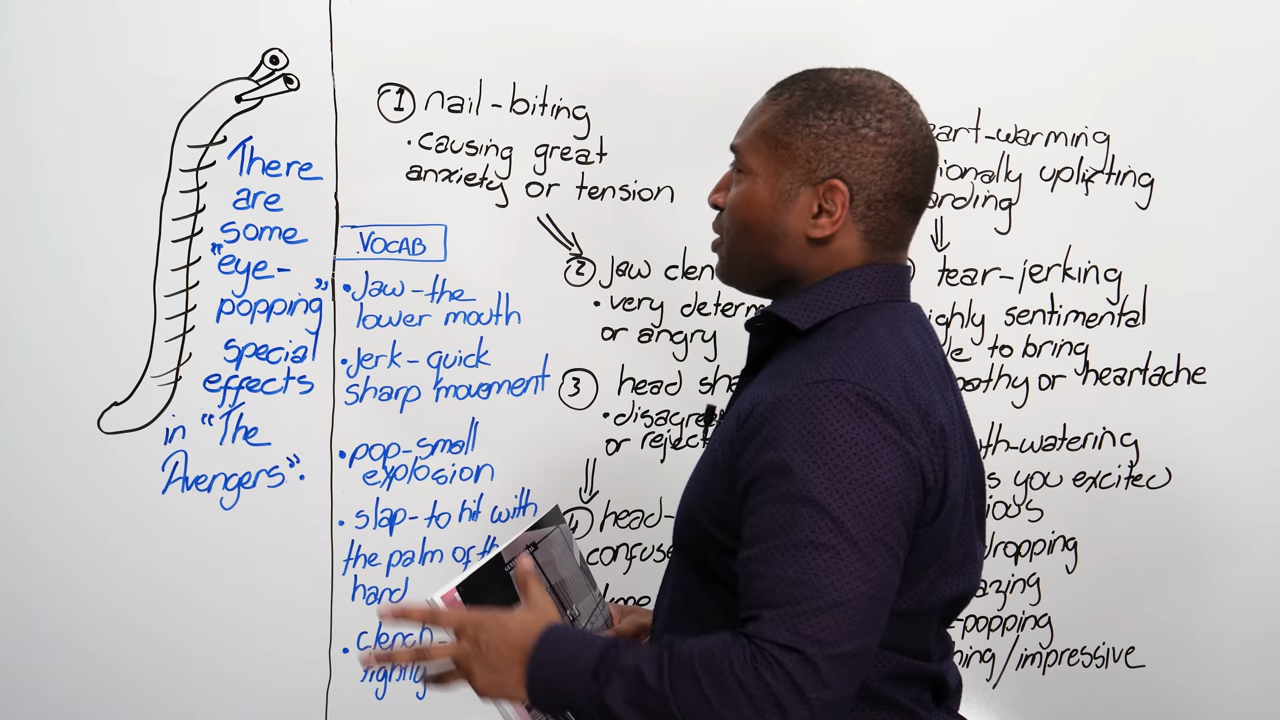 There
are
some
"eye-
popping"
special
effects
in "The
Avengers".
VOCAB
• Jaw - the
lower mouth
• Jerk - quick
sharp movement
• pop - small
explosion
• slap - to hit with
the palm of th
hand
• clench -
tightly
1 nail-biting
• causing great
anxiety or tension
2 jaw clen
• very determ
or angry
3 head sha
• disagre
or reject
4 head-
confuse
eart-warming
ionally uplifting
arding
tear-jerking
ighly sentimental
le to bring
pathy or heartache
th-watering
s you excited
ious
dropping
azing
-popping
hing/impressive